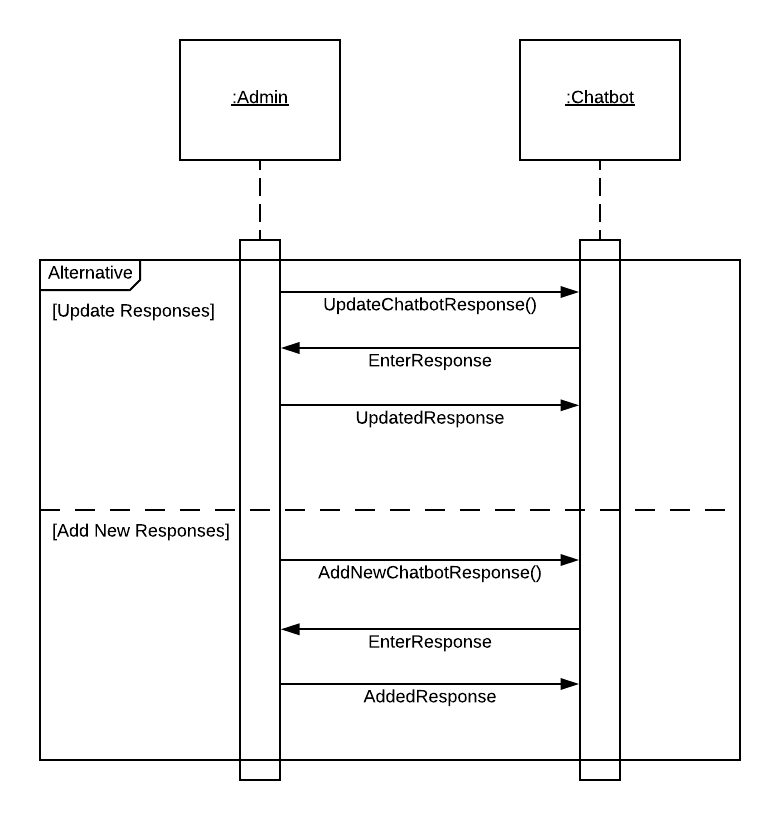 :Admin
:Chatbot
Alternative
[Update Responses]
UpdateChatbotResponse()
EnterResponse
UpdatedResponse
[Add New Responses]
AddNewChatbotResponse()
EnterResponse
AddedResponse